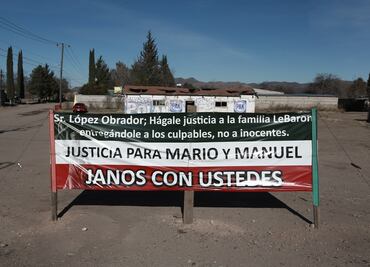 Sr. López Obrador; Hágale justicia a la familia LeBaron
entregándole a los culpables, no a inocentes.
JUSTICIA PARA MARIO Y MANUEL
JANOS CON USTEDES